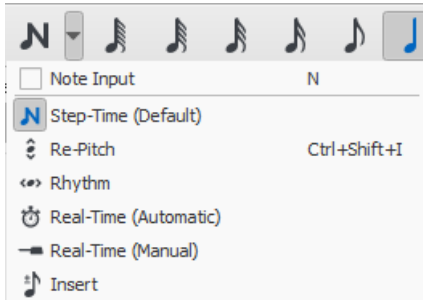 Note Input N
Step-Time (Default)
Re-Pitch Ctrl+Shift+I
Rhythm
Real-Time (Automatic)
Real-Time (Manual)
Insert